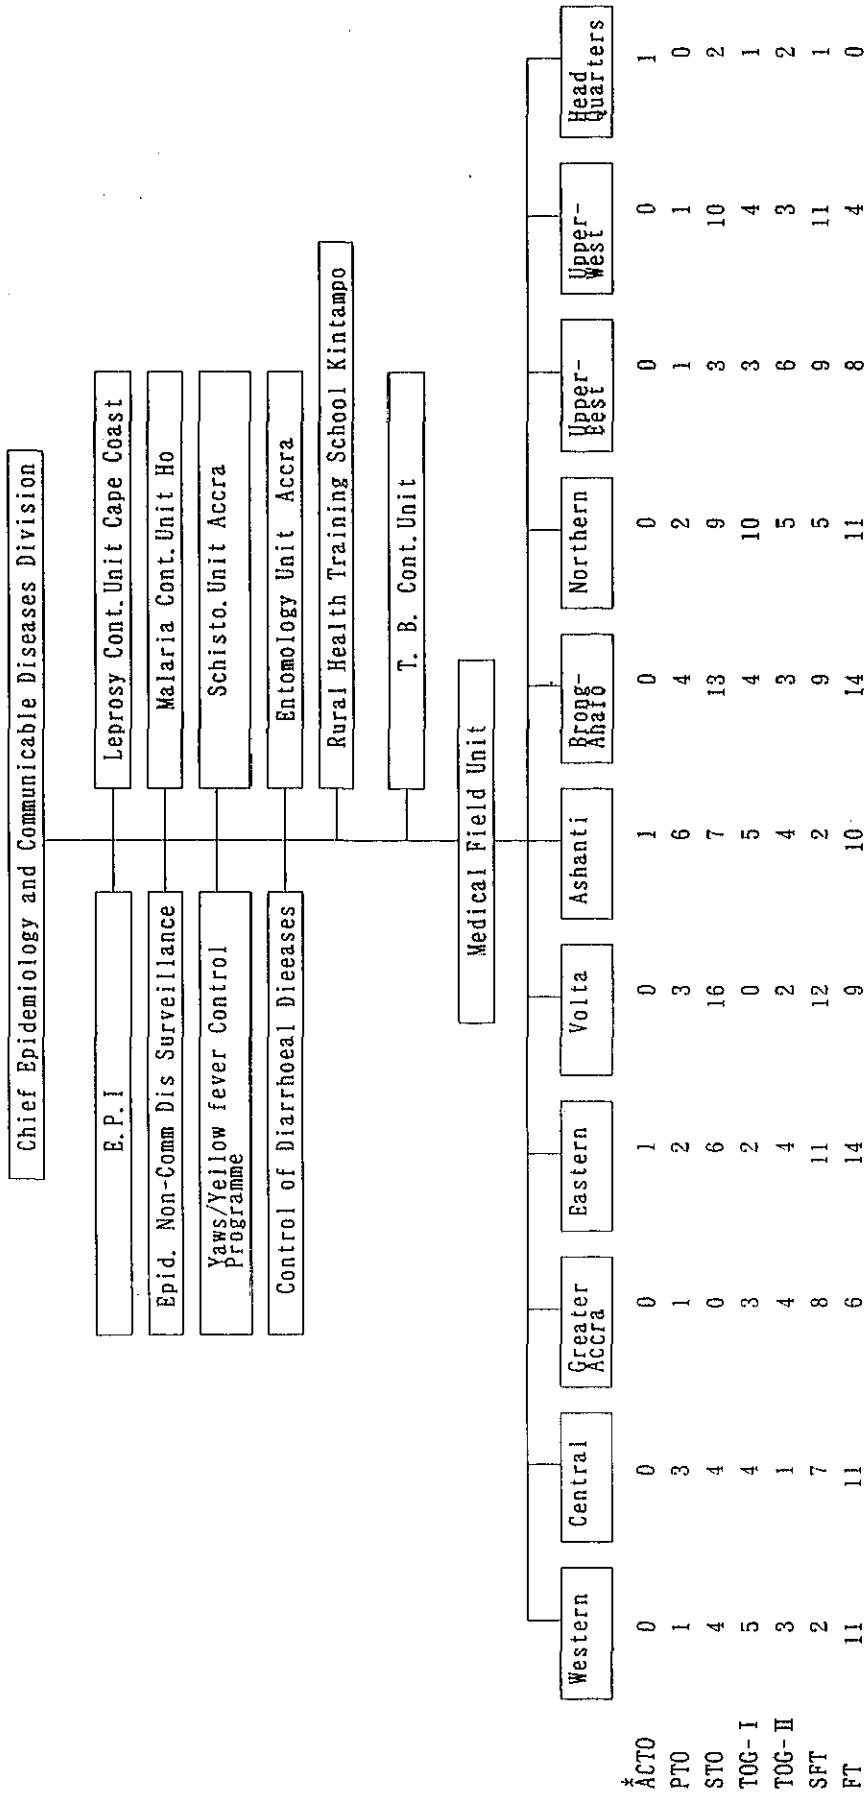 Chief Epidemiology and Communicable Diseases Division
E.P.I
Leprosy Cont.Unit Cape Coast
Epid. Non-Comm Dis Surveillance
Malaria Cont.Unit Ho
Yaws/Yellow fever Control
Programme
Schisto.Unit Accra
Control of Diarrhoeal Dieeases
Entomology Unit Accra
Rural Health Training School Kintampo
T. B. Cont.Unit
Medical Field Unit
Western Central Greater Accra Eastern Volta Ashanti Brong-Ahafo Northern Upper-Eest Upper-West Head Quarters
*ACTO 0 0 0 1 0 1 0 0 0 0 1
PTO 1 3 1 2 3 6 4 2 1 1 0
STO 4 4 0 6 16 7 13 9 3 10 2
TOG-I 5 4 3 2 0 5 4 10 3 4 1
TOG-II 3 1 4 4 2 4 3 5 6 3 2
SFT 2 7 8 11 12 2 9 5 9 11 1
FT 11 11 6 14 9 10 14 11 8 4 0